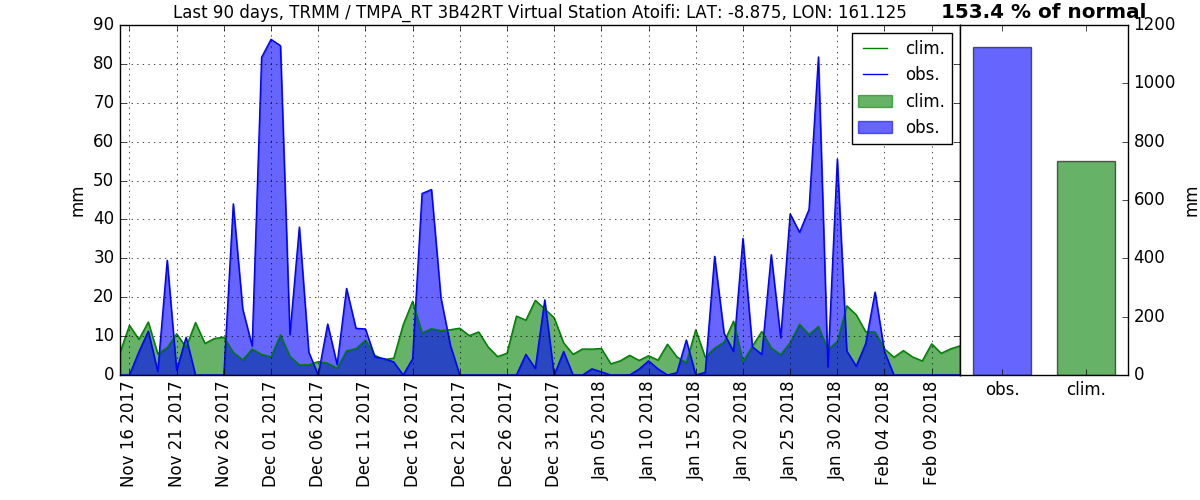 Last 90 days, TRMM / TMPA_RT 3B42RT Virtual Station Atoifi: LAT: -8.875, LON: 161.125
153.4 % of normal
90
80
70
60
50
40
30
20
10
0
mm
clim.
obs.
clim.
obs.
1200
1000
800
600
400
200
0
mm
Nov 16 2017
Nov 21 2017
Nov 26 2017
Dec 01 2017
Dec 06 2017
Dec 11 2017
Dec 16 2017
Dec 21 2017
Dec 26 2017
Dec 31 2017
Jan 05 2018
Jan 10 2018
Jan 15 2018
Jan 20 2018
Jan 25 2018
Jan 30 2018
Feb 04 2018
Feb 09 2018
obs.
clim.